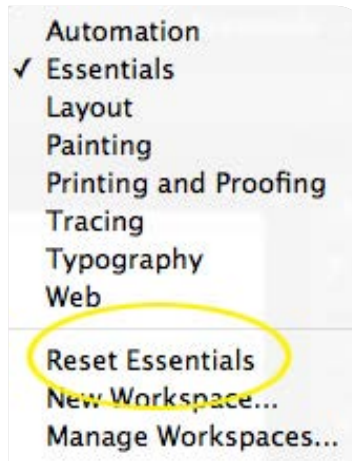 Automation
✓ Essentials
Layout
Painting
Printing and Proofing
Tracing
Typography
Web
Reset Essentials
New Workspace...
Manage Workspaces...